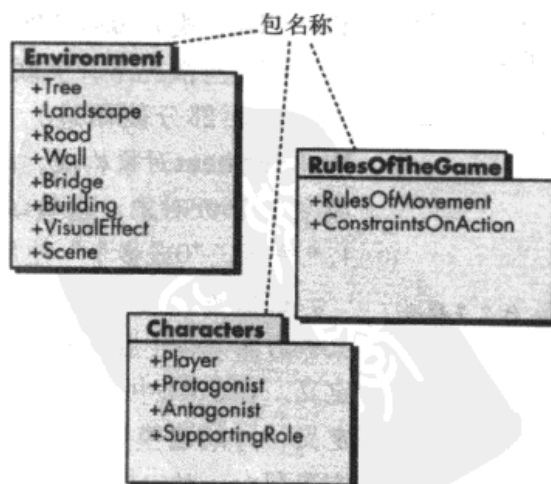 包名称
Environment
+Tree
+Landscape
+Road
+Wall
+Bridge
+Building
+VisualEffect
+Scene
RulesOfTheGame
+RulesOfMovement
+ConstraintsOnAction
Characters
+Player
+Protagonist
+Antagonist
+SupportingRole